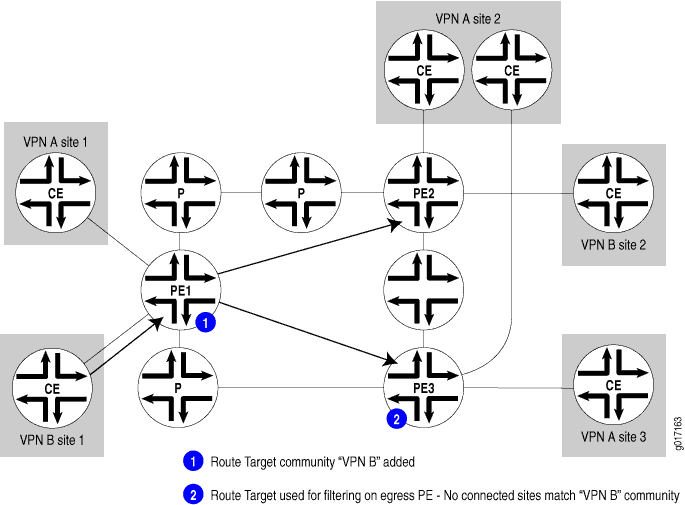 VPN A site 2
CE
CE
VPN A site 1
CE
P
P
PE2
CE
VPN B site 2
PE1
1
CE
VPN B site 1
P
PE3
2
CE
VPN A site 3
g017163
1 Route Target community “VPN B” added
2 Route Target used for filtering on egress PE - No connected sites match “VPN B” community